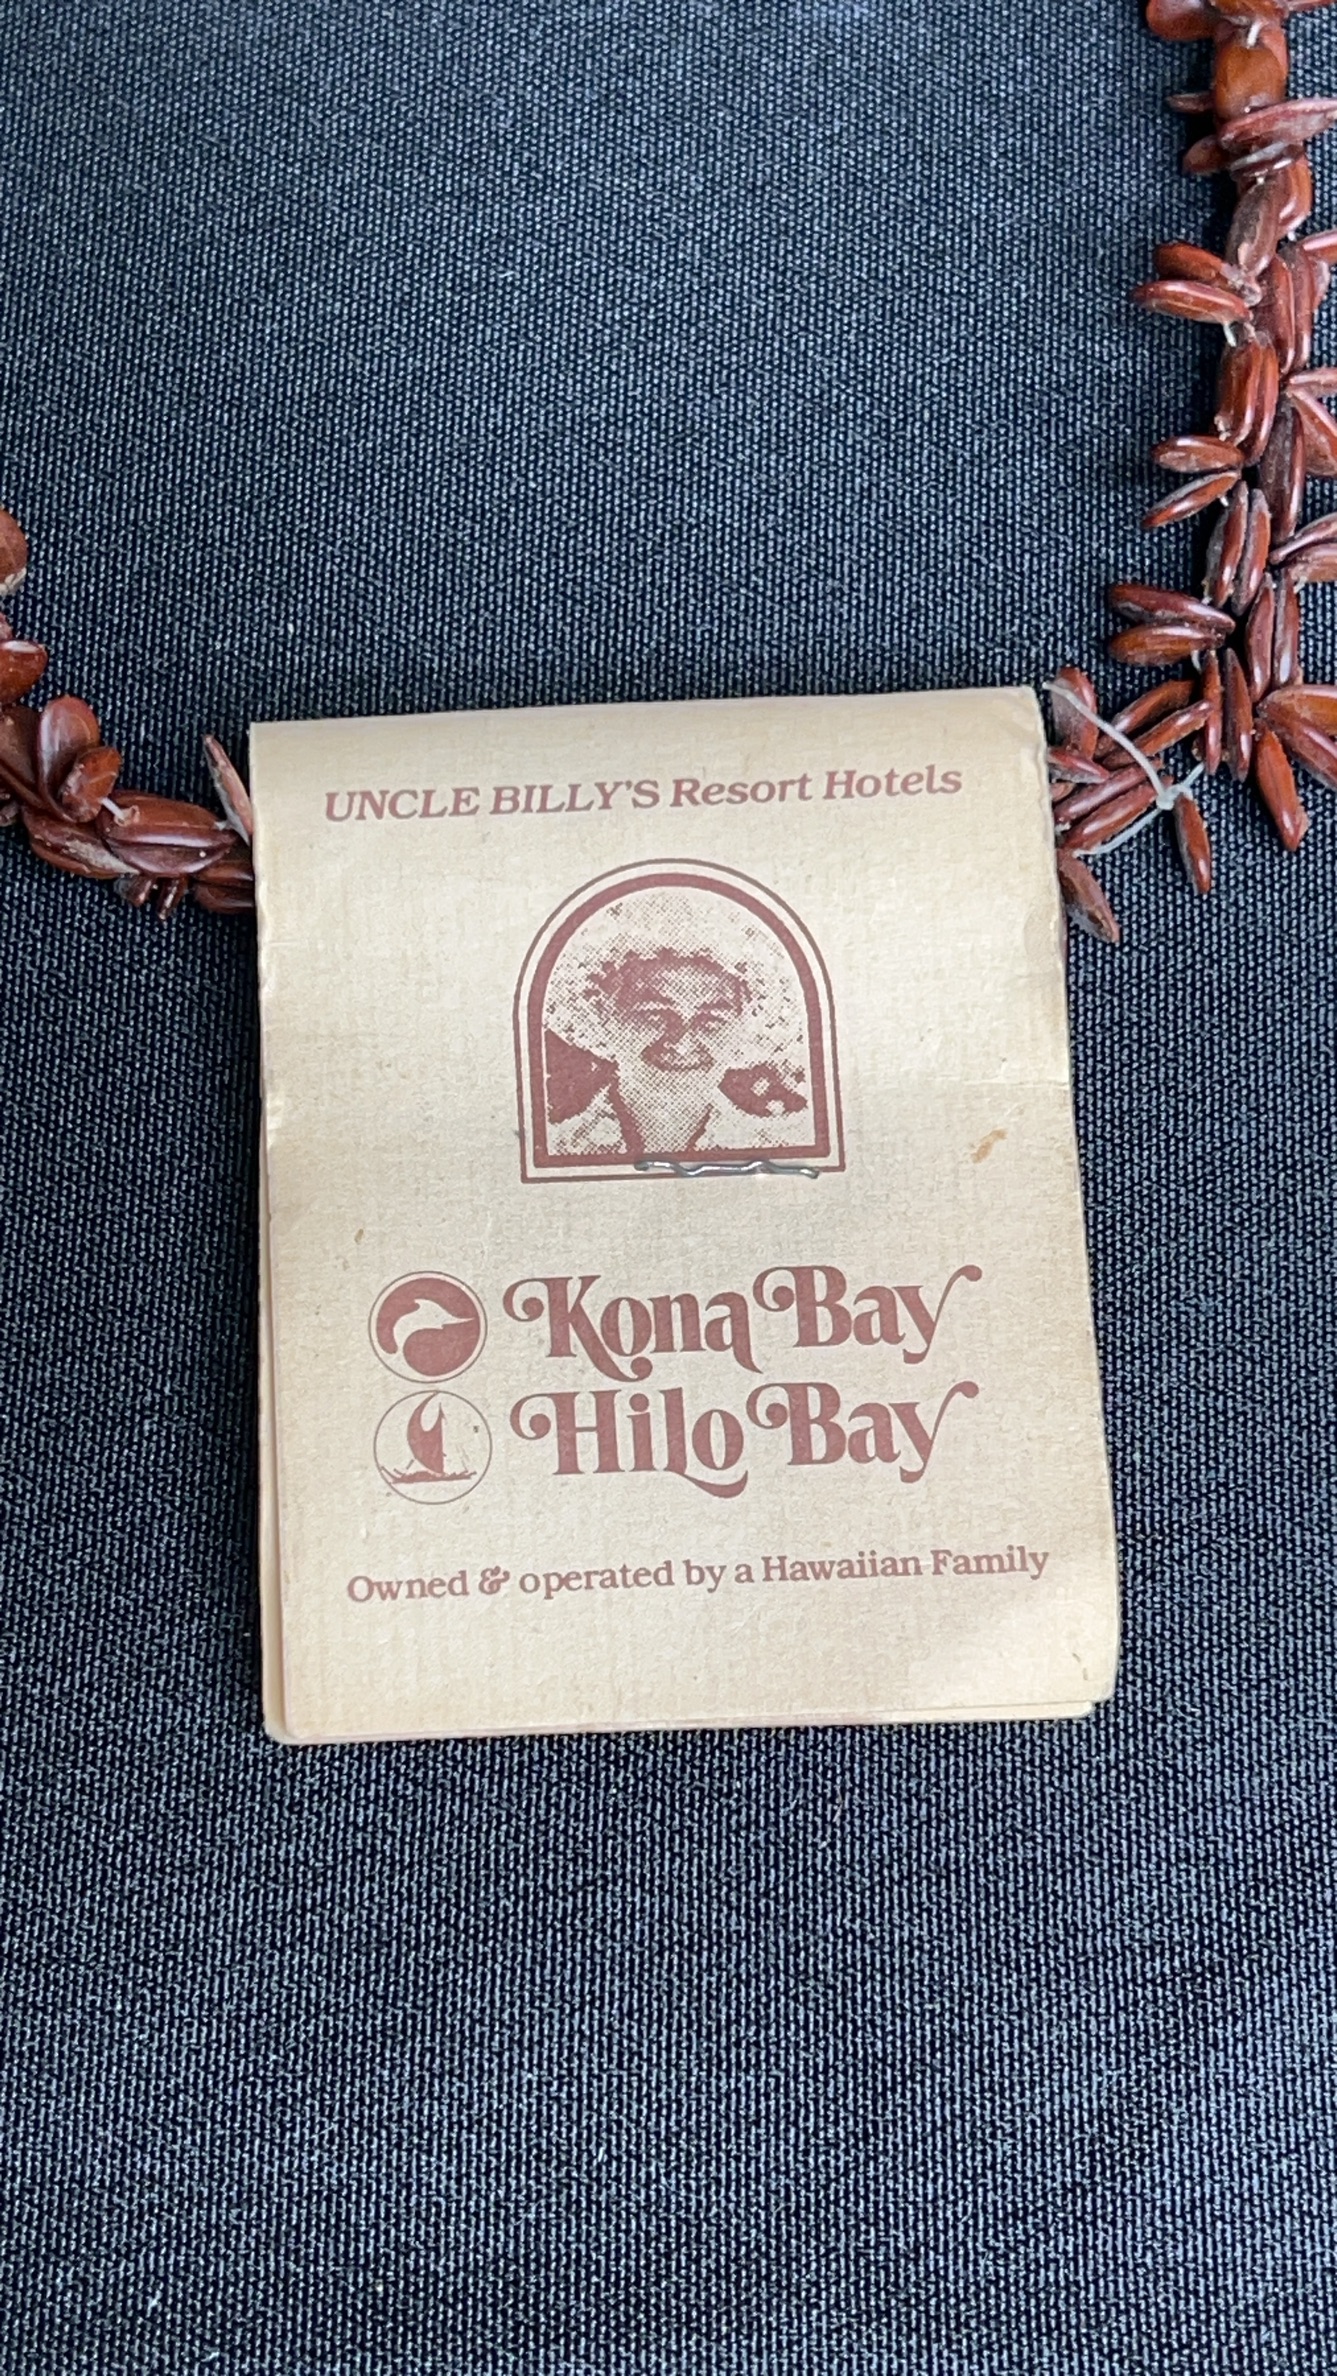 UNCLE BILLY'S Resort Hotels
Kona Bay
Hilo Bay
Owned & operated by a Hawaiian Family